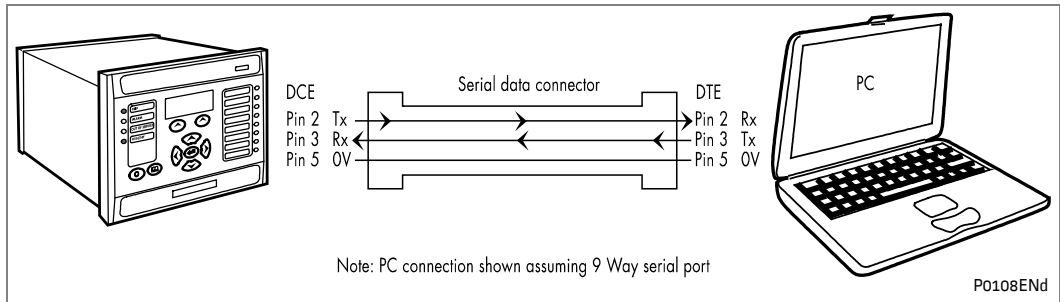 DCE
Serial data connector
DTE
PC
Pin 2 Tx
Pin 2 Rx
Pin 3 Rx
Pin 3 Tx
Pin 5 0V
Pin 5 0V
Note: PC connection shown assuming 9 Way serial port
P0108ENd